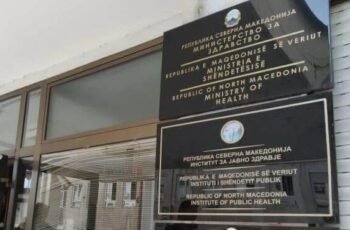 РЕПУБЛИКА СЕВЕРНА МАКЕДОНИЈА
МИНИСТЕРСТВО ЗА
ЗДРАВСТВО
REPUBLIKA E MAQEDONISË SË VERIUT
MINISTRIA E
SHËNDETËSISË
REPUBLIC OF NORTH MACEDONIA
MINISTRY OF
HEALTH
РЕПУБЛИКА СЕВЕРНА МАКЕДОНИЈА
ИНСТИТУТ ЗА ЈАВНО ЗДРАВЈЕ
REPUBLIKA E MAQEDONISË SË VERIUT
INSTITUTI I SHËNDETIT PUBLIK
REPUBLIC OF NORTH MACEDONIA
INSTITUTE OF PUBLIC HEALTH